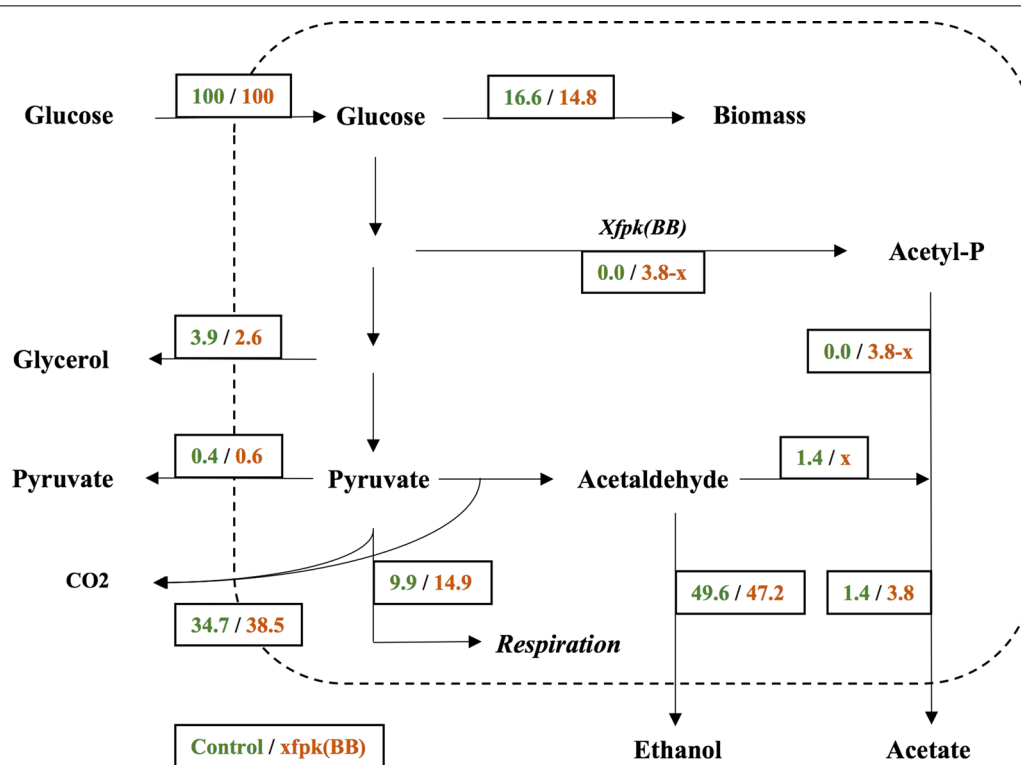 100 / 100
Glucose
Glucose
16.6 / 14.8
Biomass
Xfpk(BB)
0.0 / 3.8-x
Acetyl-P
3.9 / 2.6
Glycerol
0.0 / 3.8-x
0.4 / 0.6
Pyruvate
Pyruvate
Acetaldehyde
1.4 / x
CO2
34.7 / 38.5
9.9 / 14.9
Respiration
49.6 / 47.2
1.4 / 3.8
Control / xfpk(BB)
Ethanol
Acetate